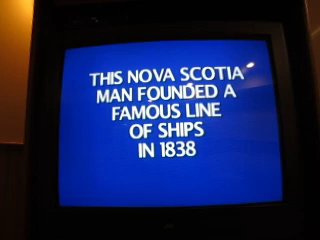 THIS NOVA SCOTIA
MAN FOUNDED A
FAMOUS LINE
OF SHIPS
IN 1838